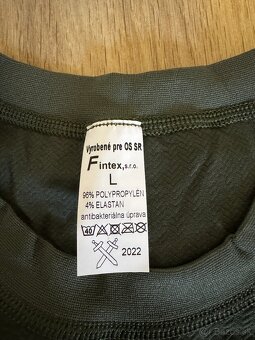 Vyrobené pre OS SR
Fintex, s.r.o.
L
96% POLYPROPYLÉN
4% ELASTAN
antibakteriálna úprava
40
2022